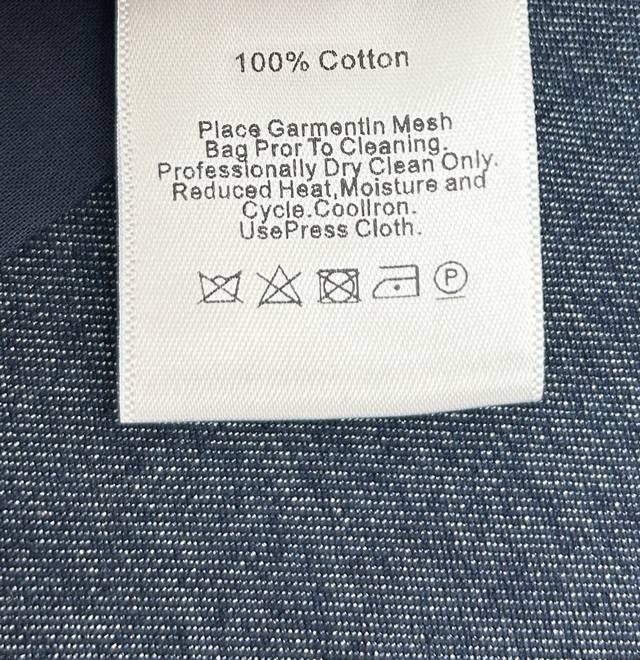 100% Cotton
Place GarmentIn Mesh
Bag Pror To Cleaning.
Professionally Dry Clean Only.
Reduced Heat,Moisture and
Cycle.CoolIron.
UsePress Cloth.
P